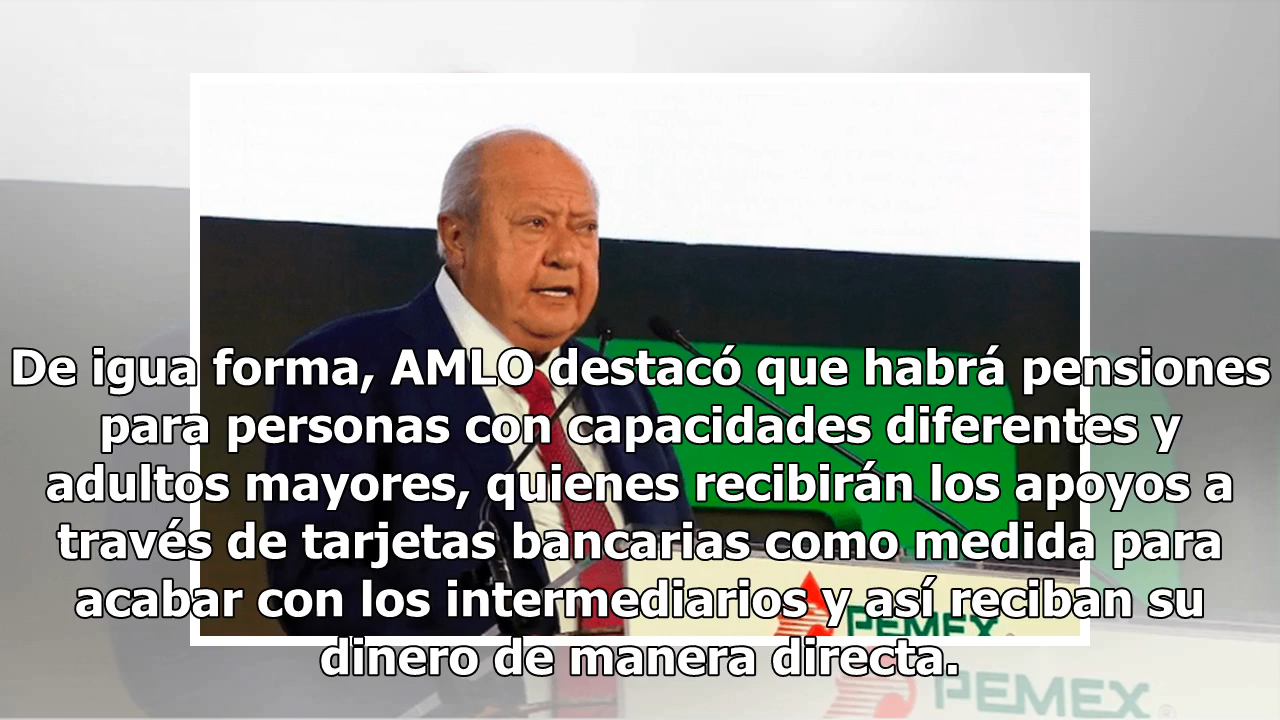 De igua forma, AMLO destacó que habrá pensiones
para personas con capacidades diferentes y
adultos mayores, quienes recibirán los apoyos a
través de tarjetas bancarias como medida para
acabar con los intermediarios y así reciban su
dinero de manera directa.
PEMEX
PEMEX